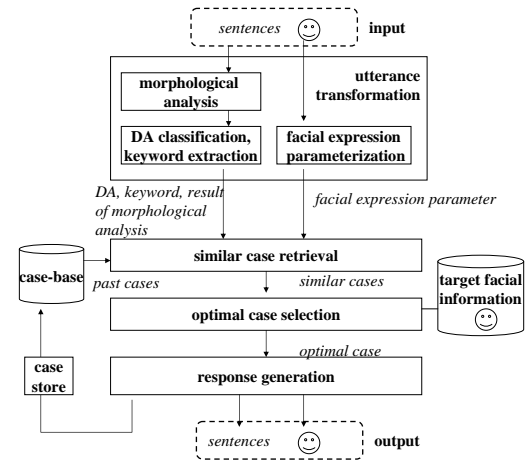 sentences
input
utterance
transformation
morphological
analysis
DA classification,
keyword extraction
facial expression
parameterization
DA, keyword, result
of morphological
analysis
facial expression parameter
similar case retrieval
case-base
past cases
similar cases
target facial
information
optimal case selection
optimal case
case
store
response generation
sentences
output